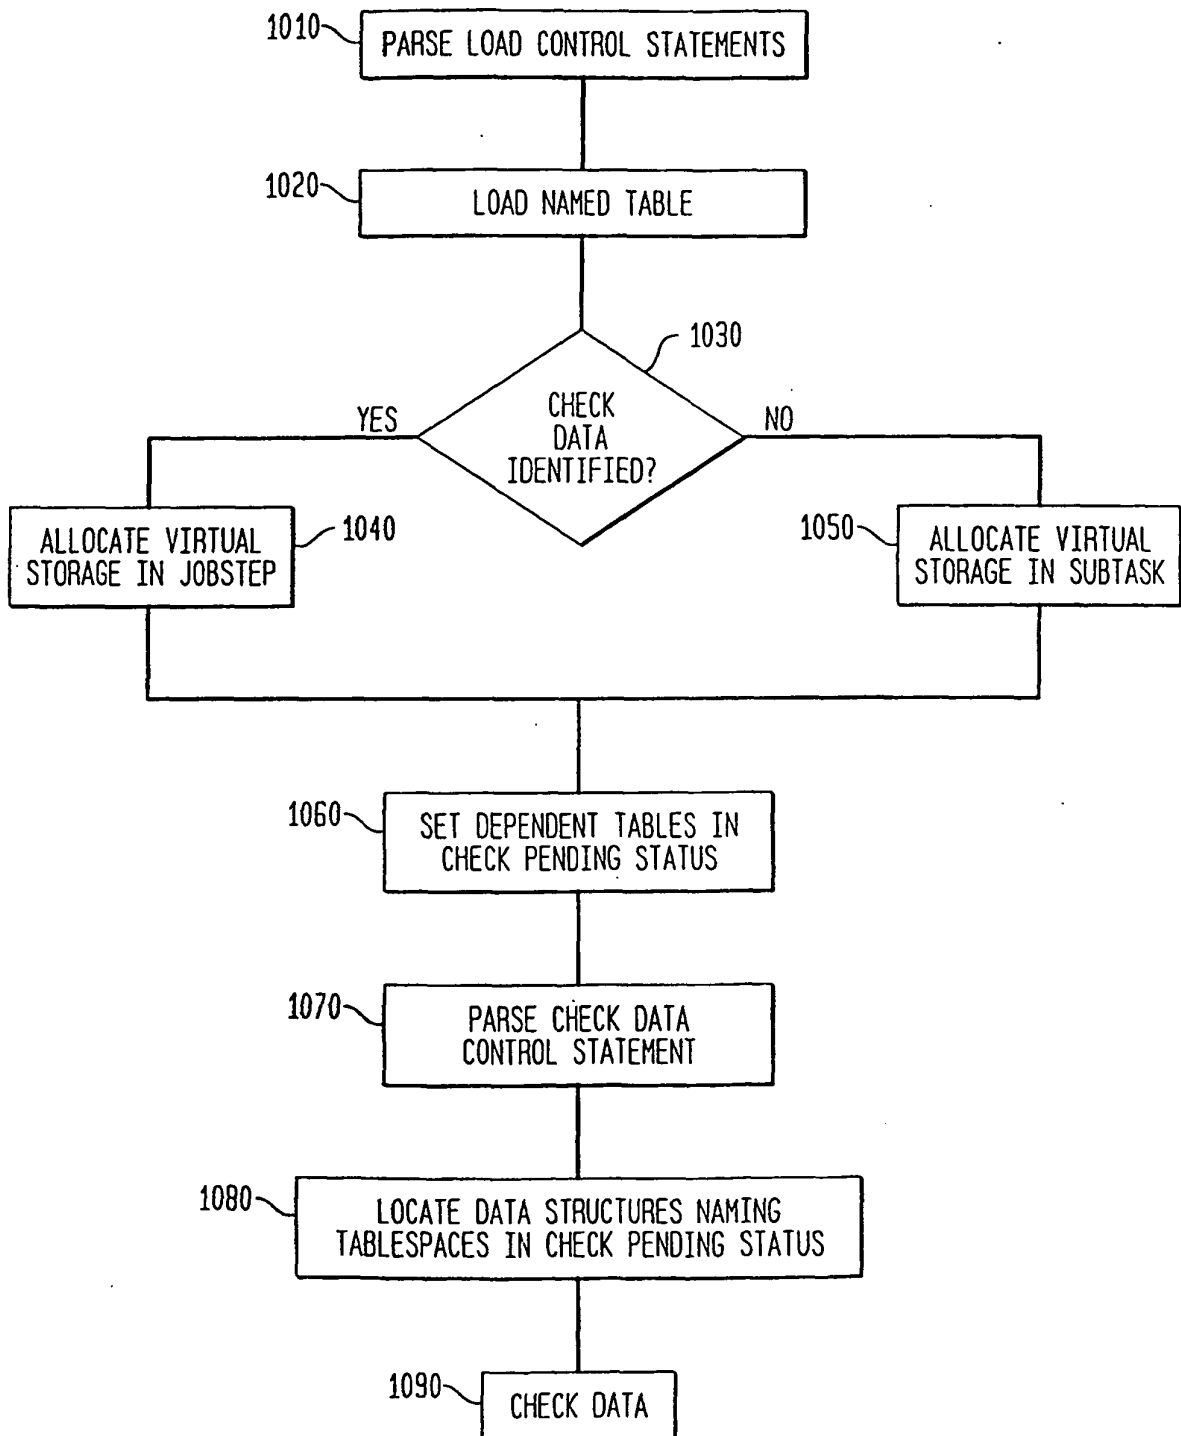 1010
PARSE LOAD CONTROL STATEMENTS
1020
LOAD NAMED TABLE
1030
CHECK
DATA
IDENTIFIED?
YES
NO
ALLOCATE VIRTUAL
STORAGE IN JOBSTEP
1040
1050
ALLOCATE VIRTUAL
STORAGE IN SUBTASK
1060
SET DEPENDENT TABLES IN
CHECK PENDING STATUS
1070
PARSE CHECK DATA
CONTROL STATEMENT
1080
LOCATE DATA STRUCTURES NAMING
TABLESPACES IN CHECK PENDING STATUS
1090
CHECK DATA